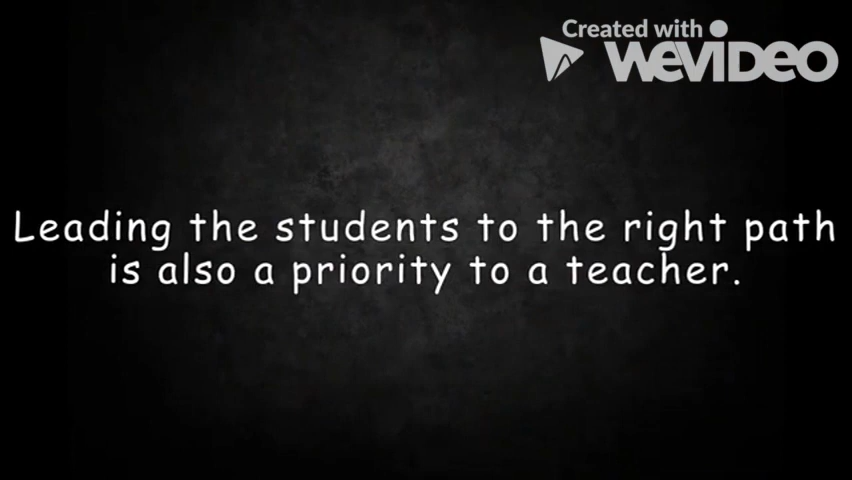 Created with
WEVIDEO
Leading the students to the right path
is also a priority to a teacher.